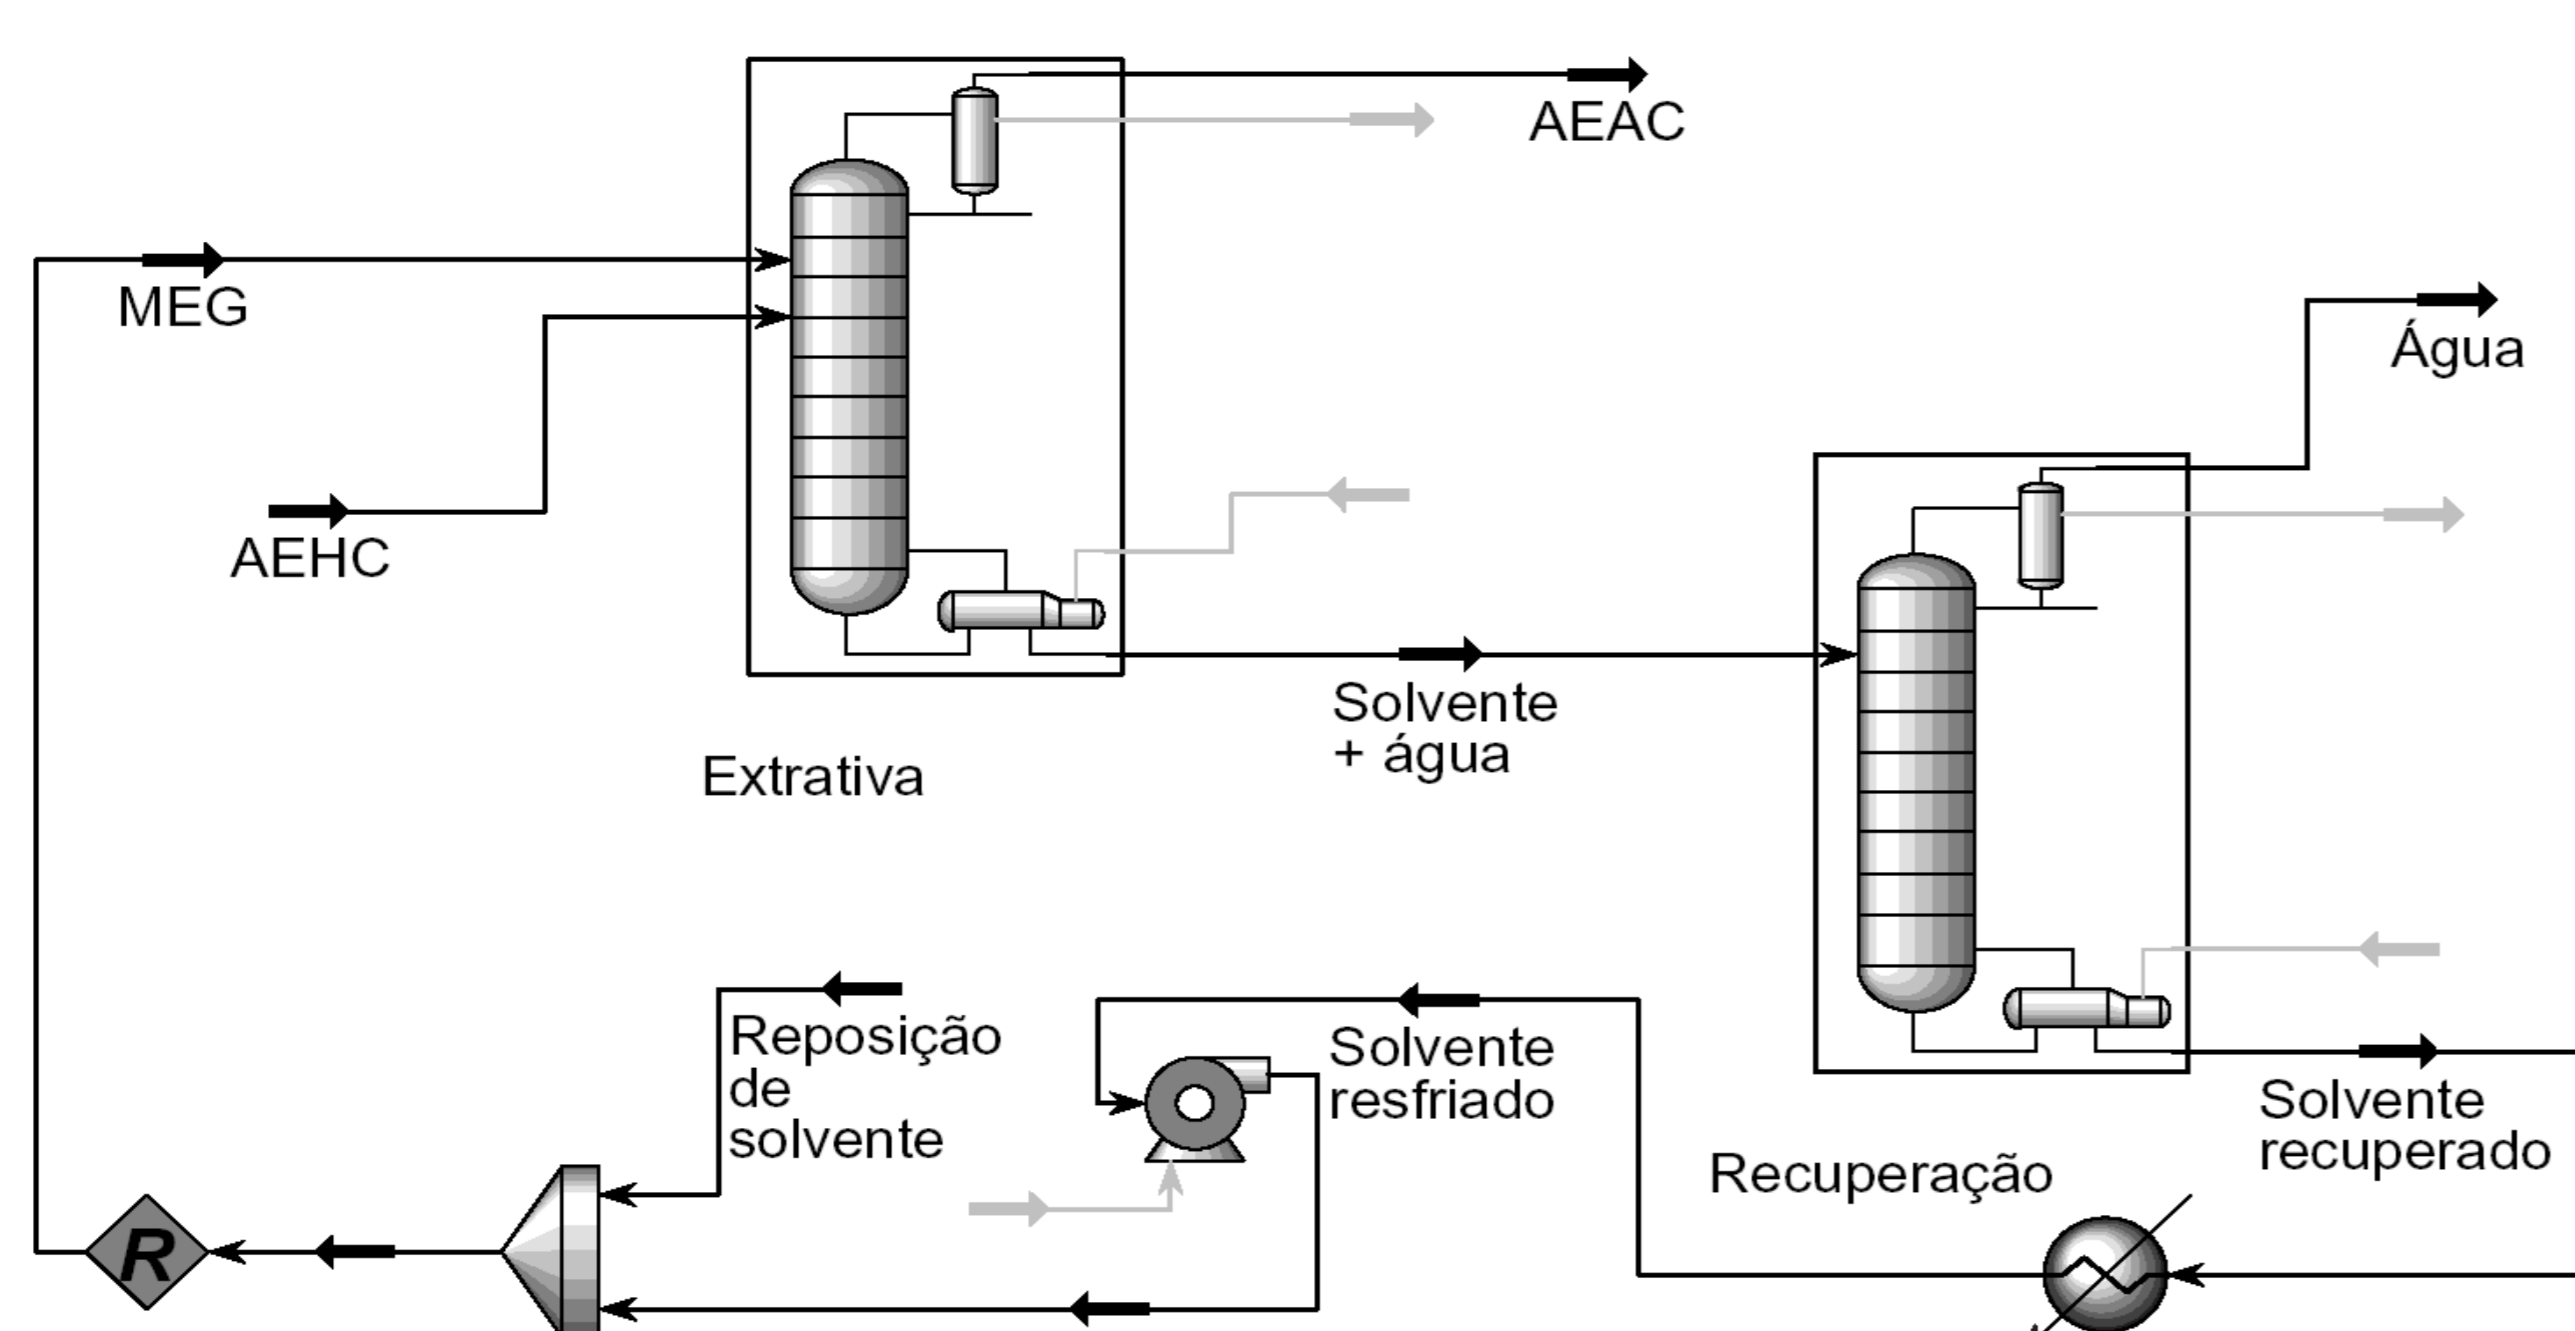 AEAC
MEG
Água
AEHC
Solvente
+ água
Extrativa
Reposição
de
solvente
Solvente
resfriado
Solvente
recuperado
Recuperação
R